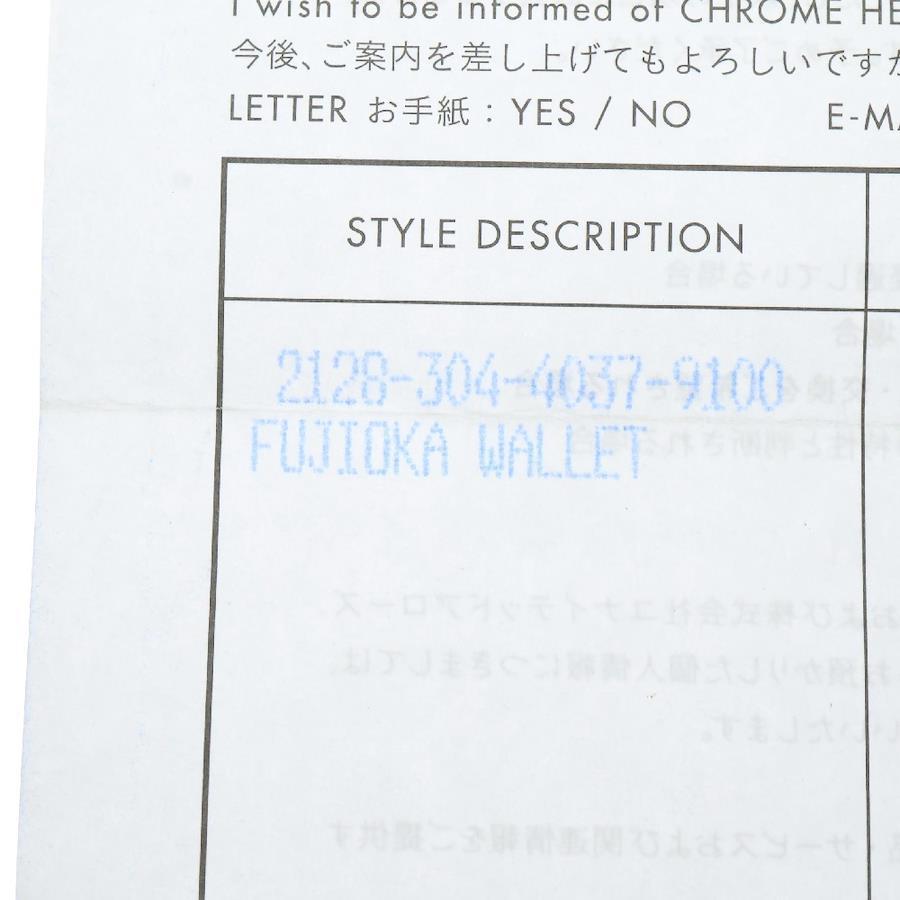 I wish to be informed of CHROME HE
今後、ご案内を差し上げてもよろしいですか
LETTER お手紙 : YES / NO E-MA
STYLE DESCRIPTION
2128-304-4037-9100
FUJIOKA WALLET